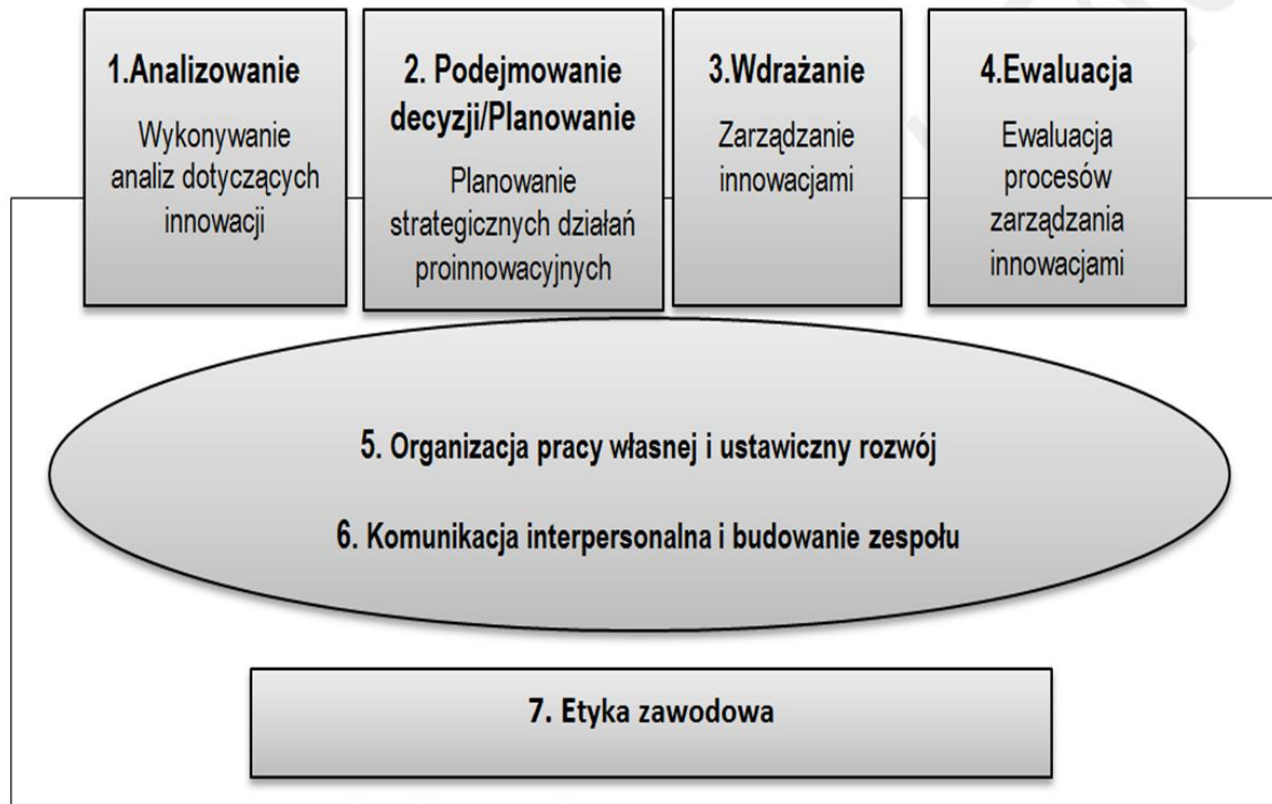 1.Analizowanie
Wykonywanie
analiz dotyczących
innowacji
2. Podejmowanie
decyzji/Planowanie
Planowanie
strategicznych działań
proinnowacyjnych
3.Wdrażanie
Zarządzanie
innowacjami
4.Ewaluacja
Ewaluacja
procesów
zarządzania
innowacjami
5. Organizacja pracy własnej i ustawiczny rozwój
6. Komunikacja interpersonalna i budowanie zespołu
7. Etyka zawodowa